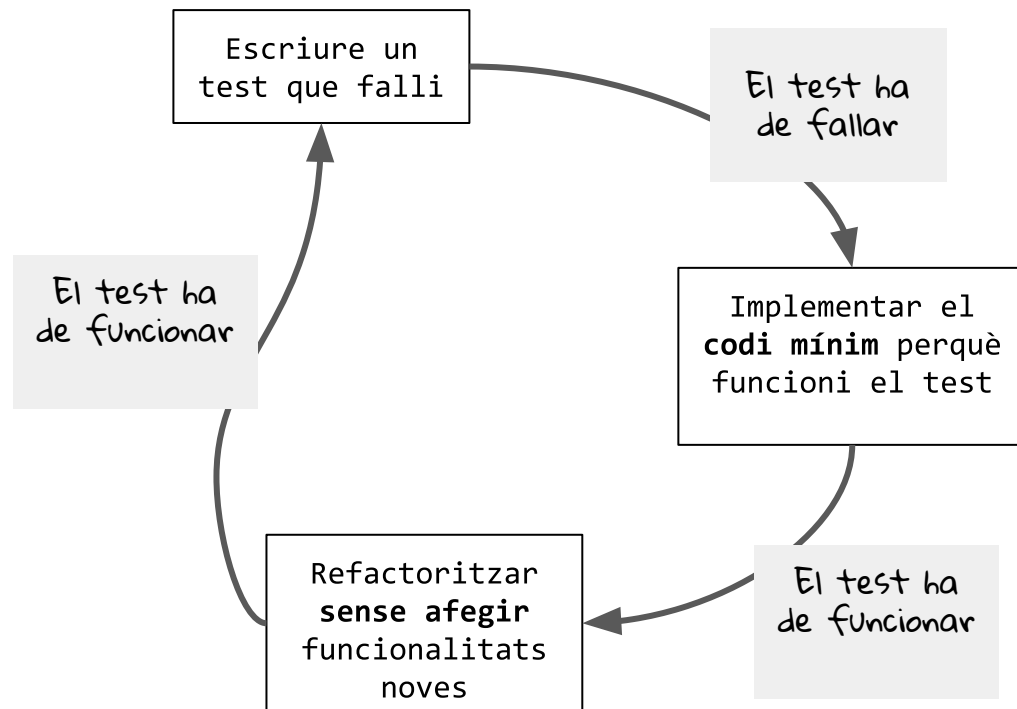 Escriure un
test que falli
El test ha
de fallar
Implementar el
codi mínim perquè
funcioni el test
El test ha
de funcionar
Refactoritzar
sense afegir
funcionalitats
noves
El test ha
de funcionar